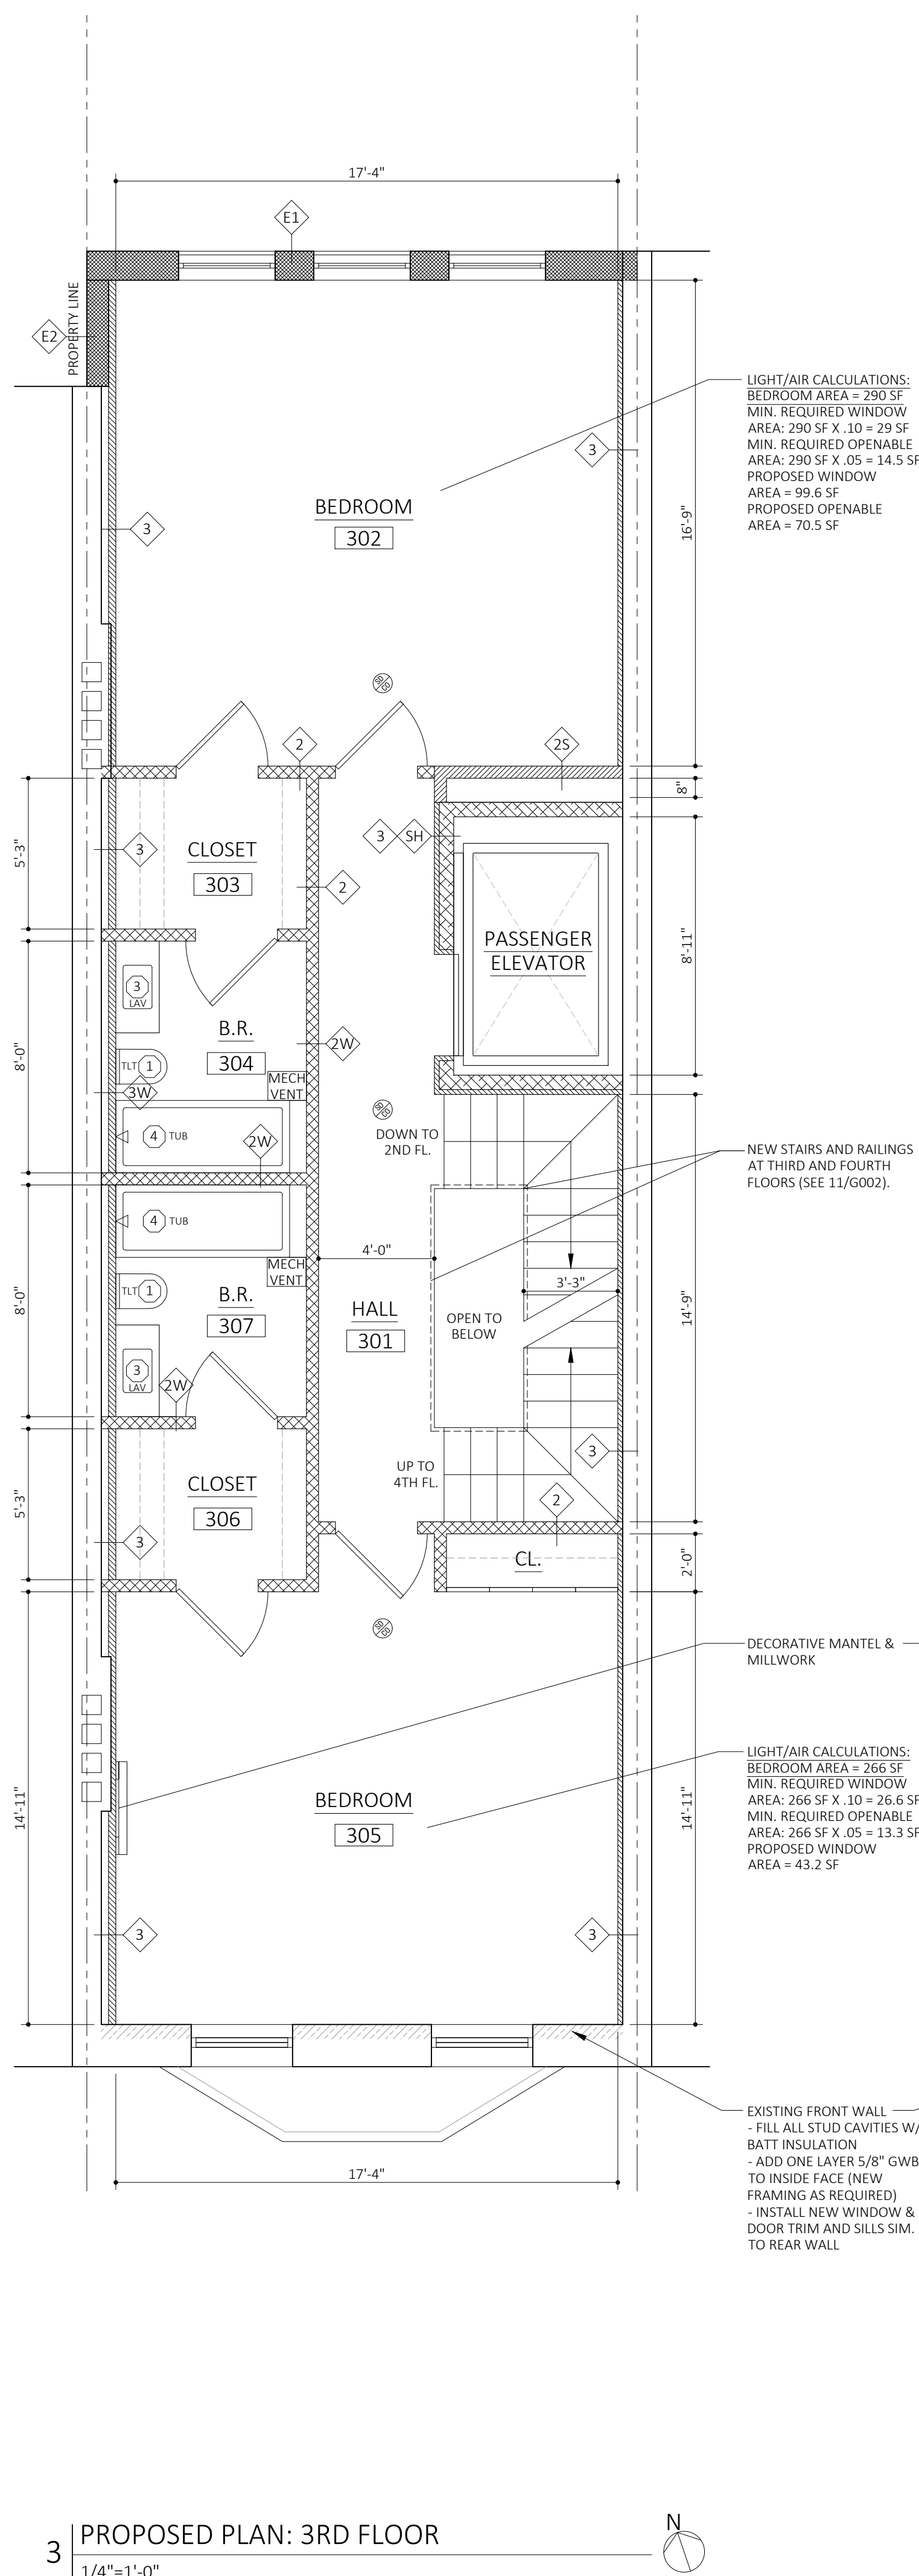 17'-4"
E1
PROPERTY LINE
E2
LIGHT/AIR CALCULATIONS:
BEDROOM AREA = 290 SF
MIN. REQUIRED WINDOW
AREA: 290 SF X .10 = 29 SF
MIN. REQUIRED OPENABLE
AREA: 290 SF X .05 = 14.5 SF
PROPOSED WINDOW
AREA = 99.6 SF
PROPOSED OPENABLE
AREA = 70.5 SF
3
BEDROOM
302
3
16'-9"
SD
CO
2
2S
8"
5'-3"
3
CLOSET
303
3
SH
2
PASSENGER
ELEVATOR
8'-11"
3
LAV
B.R.
304
2W
8'-0"
TLT
1
MECH
VENT
3W
SD
CO
4
TUB
2W
DOWN TO
2ND FL.
NEW STAIRS AND RAILINGS
AT THIRD AND FOURTH
FLOORS (SEE 11/G002).
4
TUB
4'-0"
MECH
VENT
3'-3"
8'-0"
TLT
1
B.R.
307
HALL
301
OPEN TO
BELOW
14'-9"
3
LAV
2W
3
UP TO
4TH FL.
CLOSET
306
5'-3"
2
3
CL.
2'-0"
SD
CO
DECORATIVE MANTEL &
MILLWORK
LIGHT/AIR CALCULATIONS:
BEDROOM AREA = 266 SF
MIN. REQUIRED WINDOW
AREA: 266 SF X .10 = 26.6 SF
MIN. REQUIRED OPENABLE
AREA: 266 SF X .05 = 13.3 SF
PROPOSED WINDOW
AREA = 43.2 SF
14'-11"
BEDROOM
305
14'-11"
3
3
EXISTING FRONT WALL
- FILL ALL STUD CAVITIES W/
BATT INSULATION
- ADD ONE LAYER 5/8" GWB
TO INSIDE FACE (NEW
FRAMING AS REQUIRED)
- INSTALL NEW WINDOW &
DOOR TRIM AND SILLS SIM.
TO REAR WALL
17'-4"
N
3
PROPOSED PLAN: 3RD FLOOR
1/4"=1'-0"